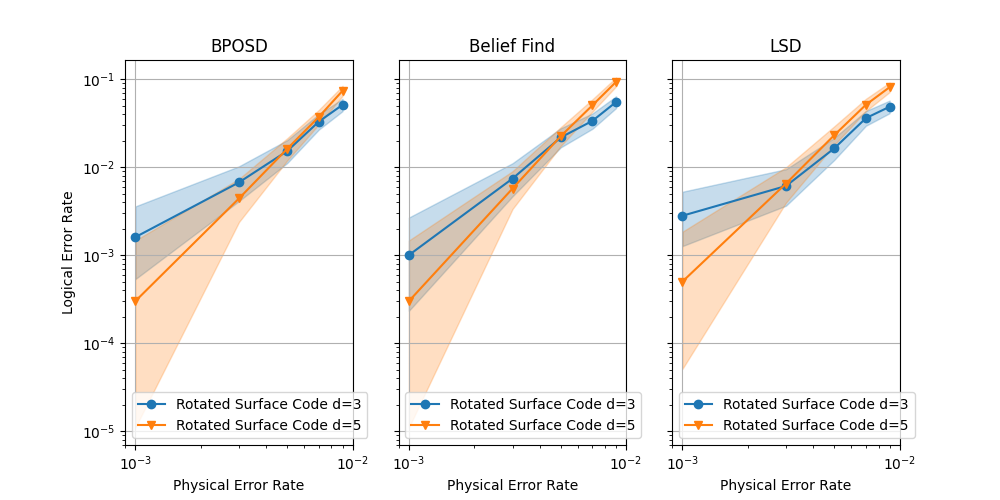 BPOSD
Belief Find
LSD
Logical Error Rate
10⁻¹
10⁻²
10⁻³
10⁻⁴
10⁻⁵
Rotated Surface Code d=3
Rotated Surface Code d=5
Rotated Surface Code d=3
Rotated Surface Code d=5
Rotated Surface Code d=3
Rotated Surface Code d=5
10⁻³ 10⁻²
10⁻³ 10⁻²
10⁻³ 10⁻²
Physical Error Rate
Physical Error Rate
Physical Error Rate